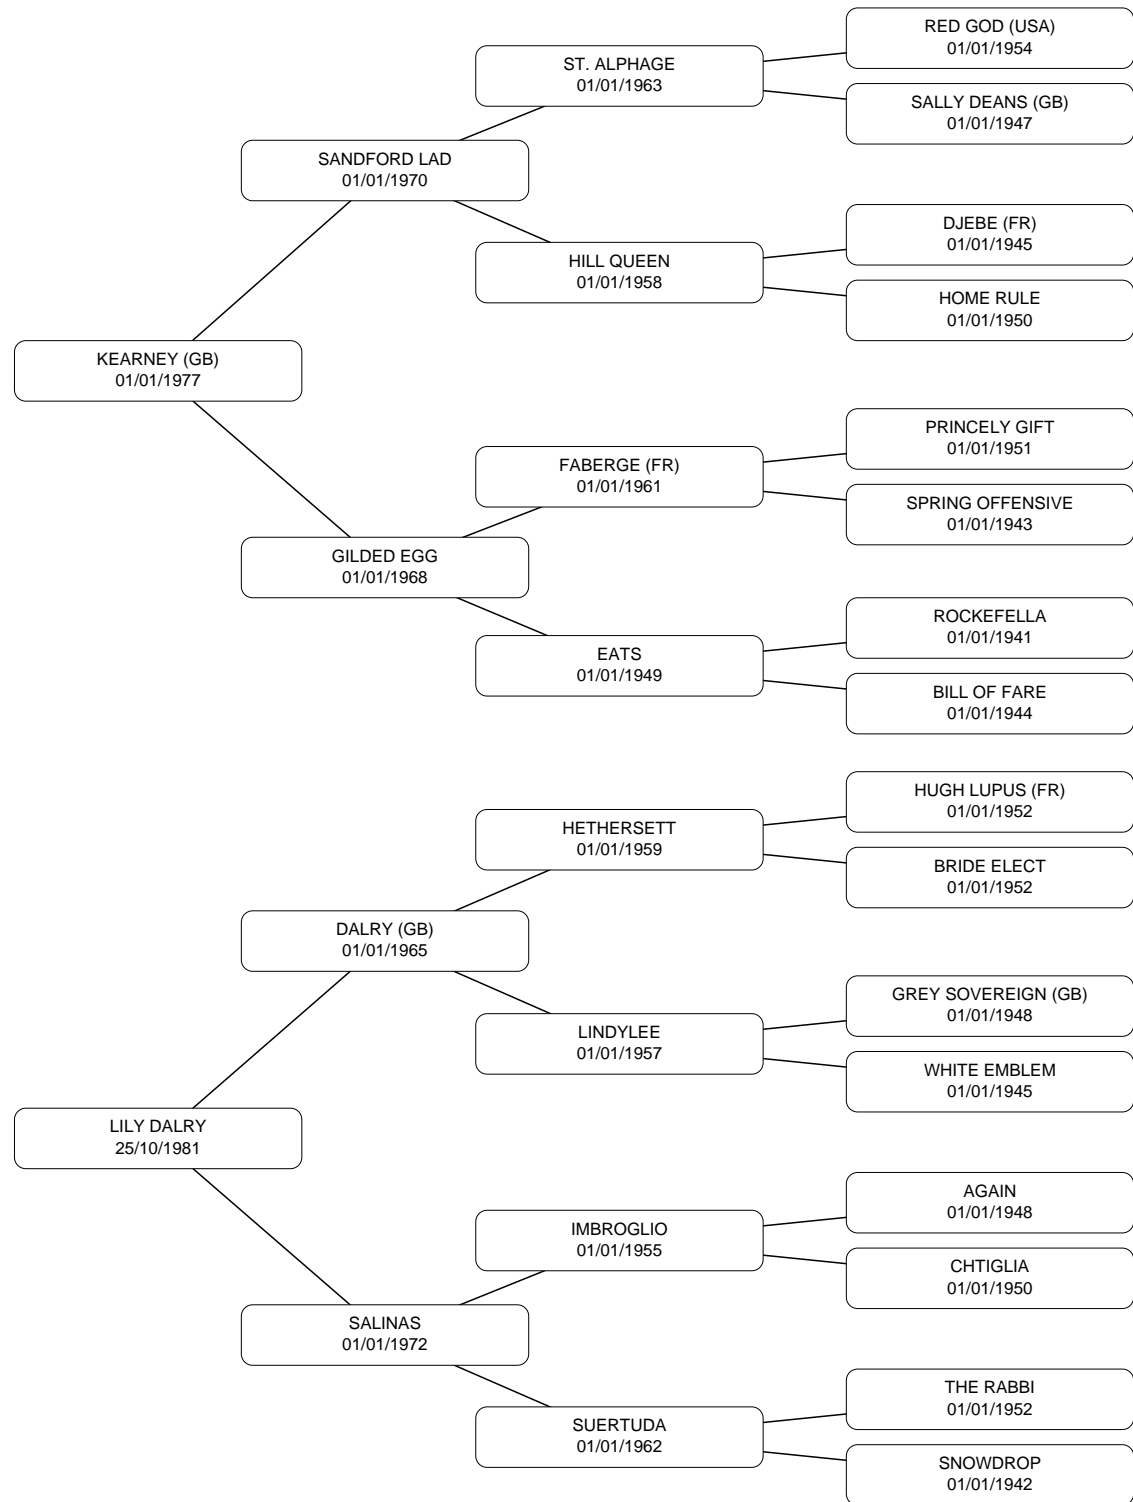 RED GOD (USA)
01/01/1954
ST. ALPHAGE
01/01/1963
SALLY DEANS (GB)
01/01/1947
SANDFORD LAD
01/01/1970
DJEBE (FR)
01/01/1945
HILL QUEEN
01/01/1958
HOME RULE
01/01/1950
KEARNEY (GB)
01/01/1977
PRINCELY GIFT
01/01/1951
FABERGE (FR)
01/01/1961
SPRING OFFENSIVE
01/01/1943
GILDED EGG
01/01/1968
ROCKEFELLA
01/01/1941
EATS
01/01/1949
BILL OF FARE
01/01/1944
HUGH LUPUS (FR)
01/01/1952
HETHERSETT
01/01/1959
BRIDE ELECT
01/01/1952
DALRY (GB)
01/01/1965
GREY SOVEREIGN (GB)
01/01/1948
LINDYLEE
01/01/1957
WHITE EMBLEM
01/01/1945
LILY DALRY
25/10/1981
AGAIN
01/01/1948
IMBROGLIO
01/01/1955
CHTIGLIA
01/01/1950
SALINAS
01/01/1972
THE RABBI
01/01/1952
SUERTUDA
01/01/1962
SNOWDROP
01/01/1942